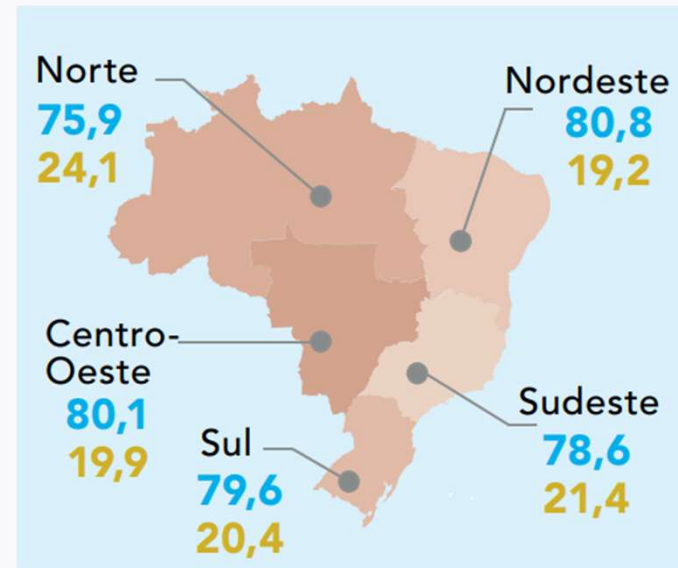 Norte
75,9
24,1
Nordeste
80,8
19,2
Centro-
Oeste
80,1
19,9
Sul
79,6
20,4
Sudeste
78,6
21,4